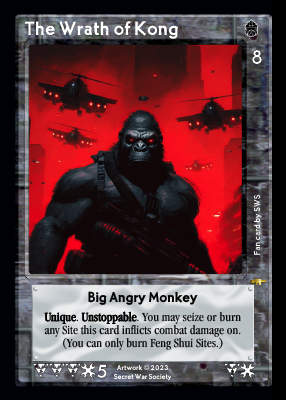 The Wrath of Kong
8
Fan card by SWS
Big Angry Monkey
Unique. Unstoppable. You may seize or burn
any Site this card inflicts combat damage on.
(You can only burn Feng Shui Sites.)
5
Artwork © 2023
Secret War Society